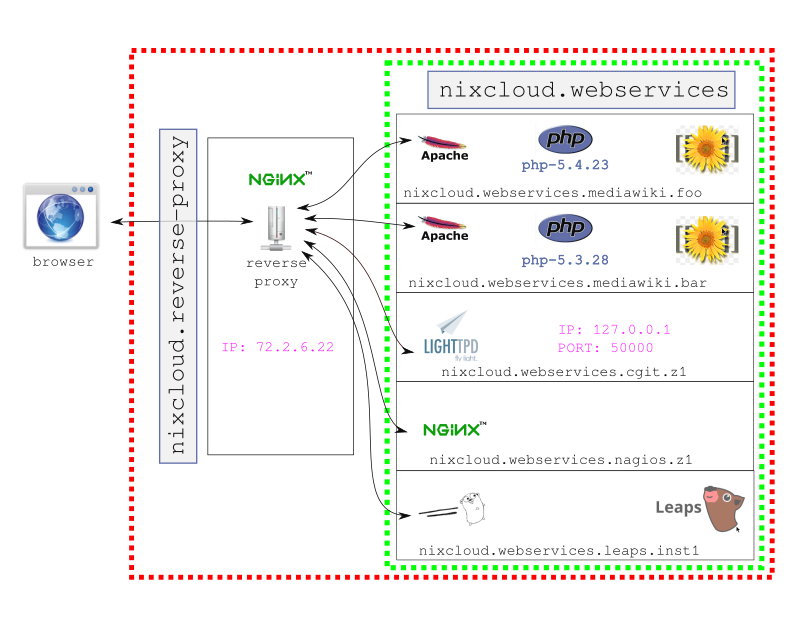 nixcloud.webservices
nixcloud.reverse-proxy
NGINX™
reverse
proxy
IP: 72.2.6.22
browser
Apache
php
php-5.4.23
nixcloud.webservices.mediawiki.foo
Apache
php
php-5.3.28
nixcloud.webservices.mediawiki.bar
LIGHTTPD
fly light.
IP: 127.0.0.1
PORT: 50000
nixcloud.webservices.cgit.z1
NGINX™
nixcloud.webservices.nagios.z1
Leaps
nixcloud.webservices.leaps.inst1